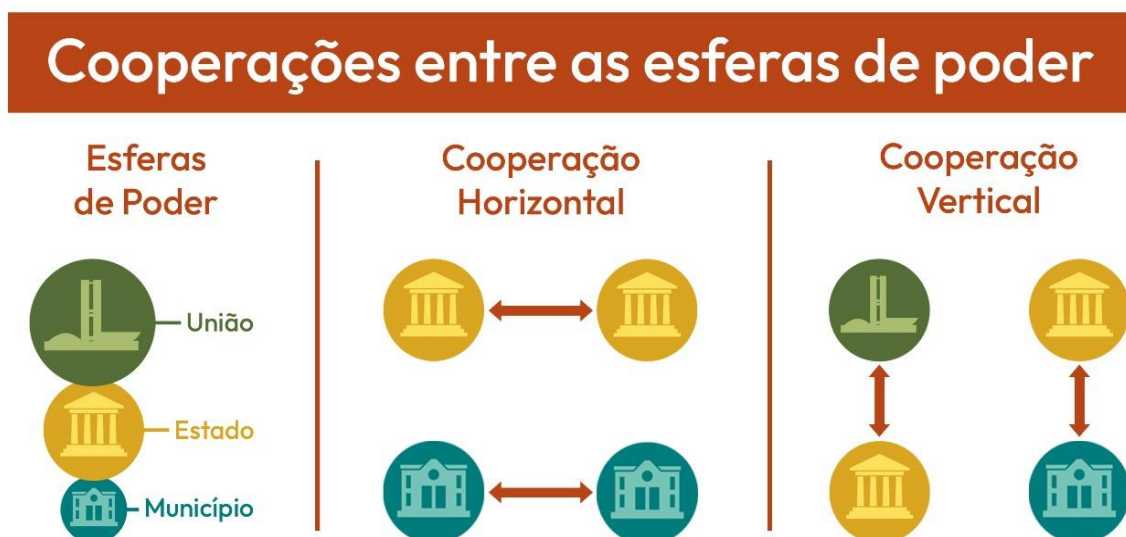 Cooperações entre as esferas de poder
Esferas
de Poder
União
Estado
Município
Cooperação
Horizontal
Cooperação
Vertical